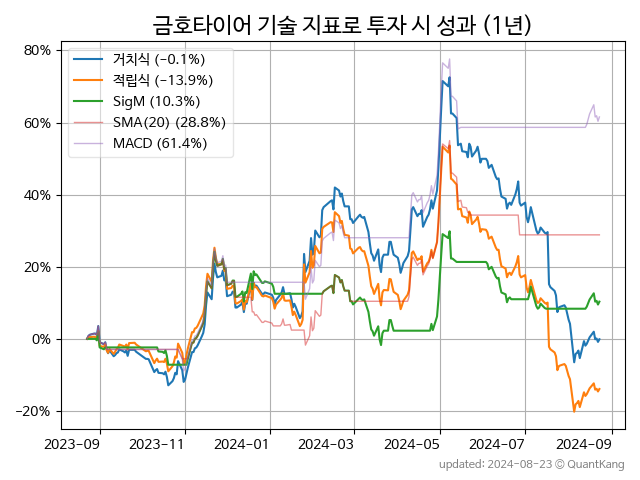 금호타이어 기술 지표로 투자 시 성과 (1년)
80%
60%
40%
20%
0%
−20%
거치식 (−0.1%)
적립식 (−13.9%)
SigM (10.3%)
SMA(20) (28.8%)
MACD (61.4%)
2023-09 2023-11 2024-01 2024-03 2024-05 2024-07 2024-09
updated: 2024-08-23 ⓒ QuantKang